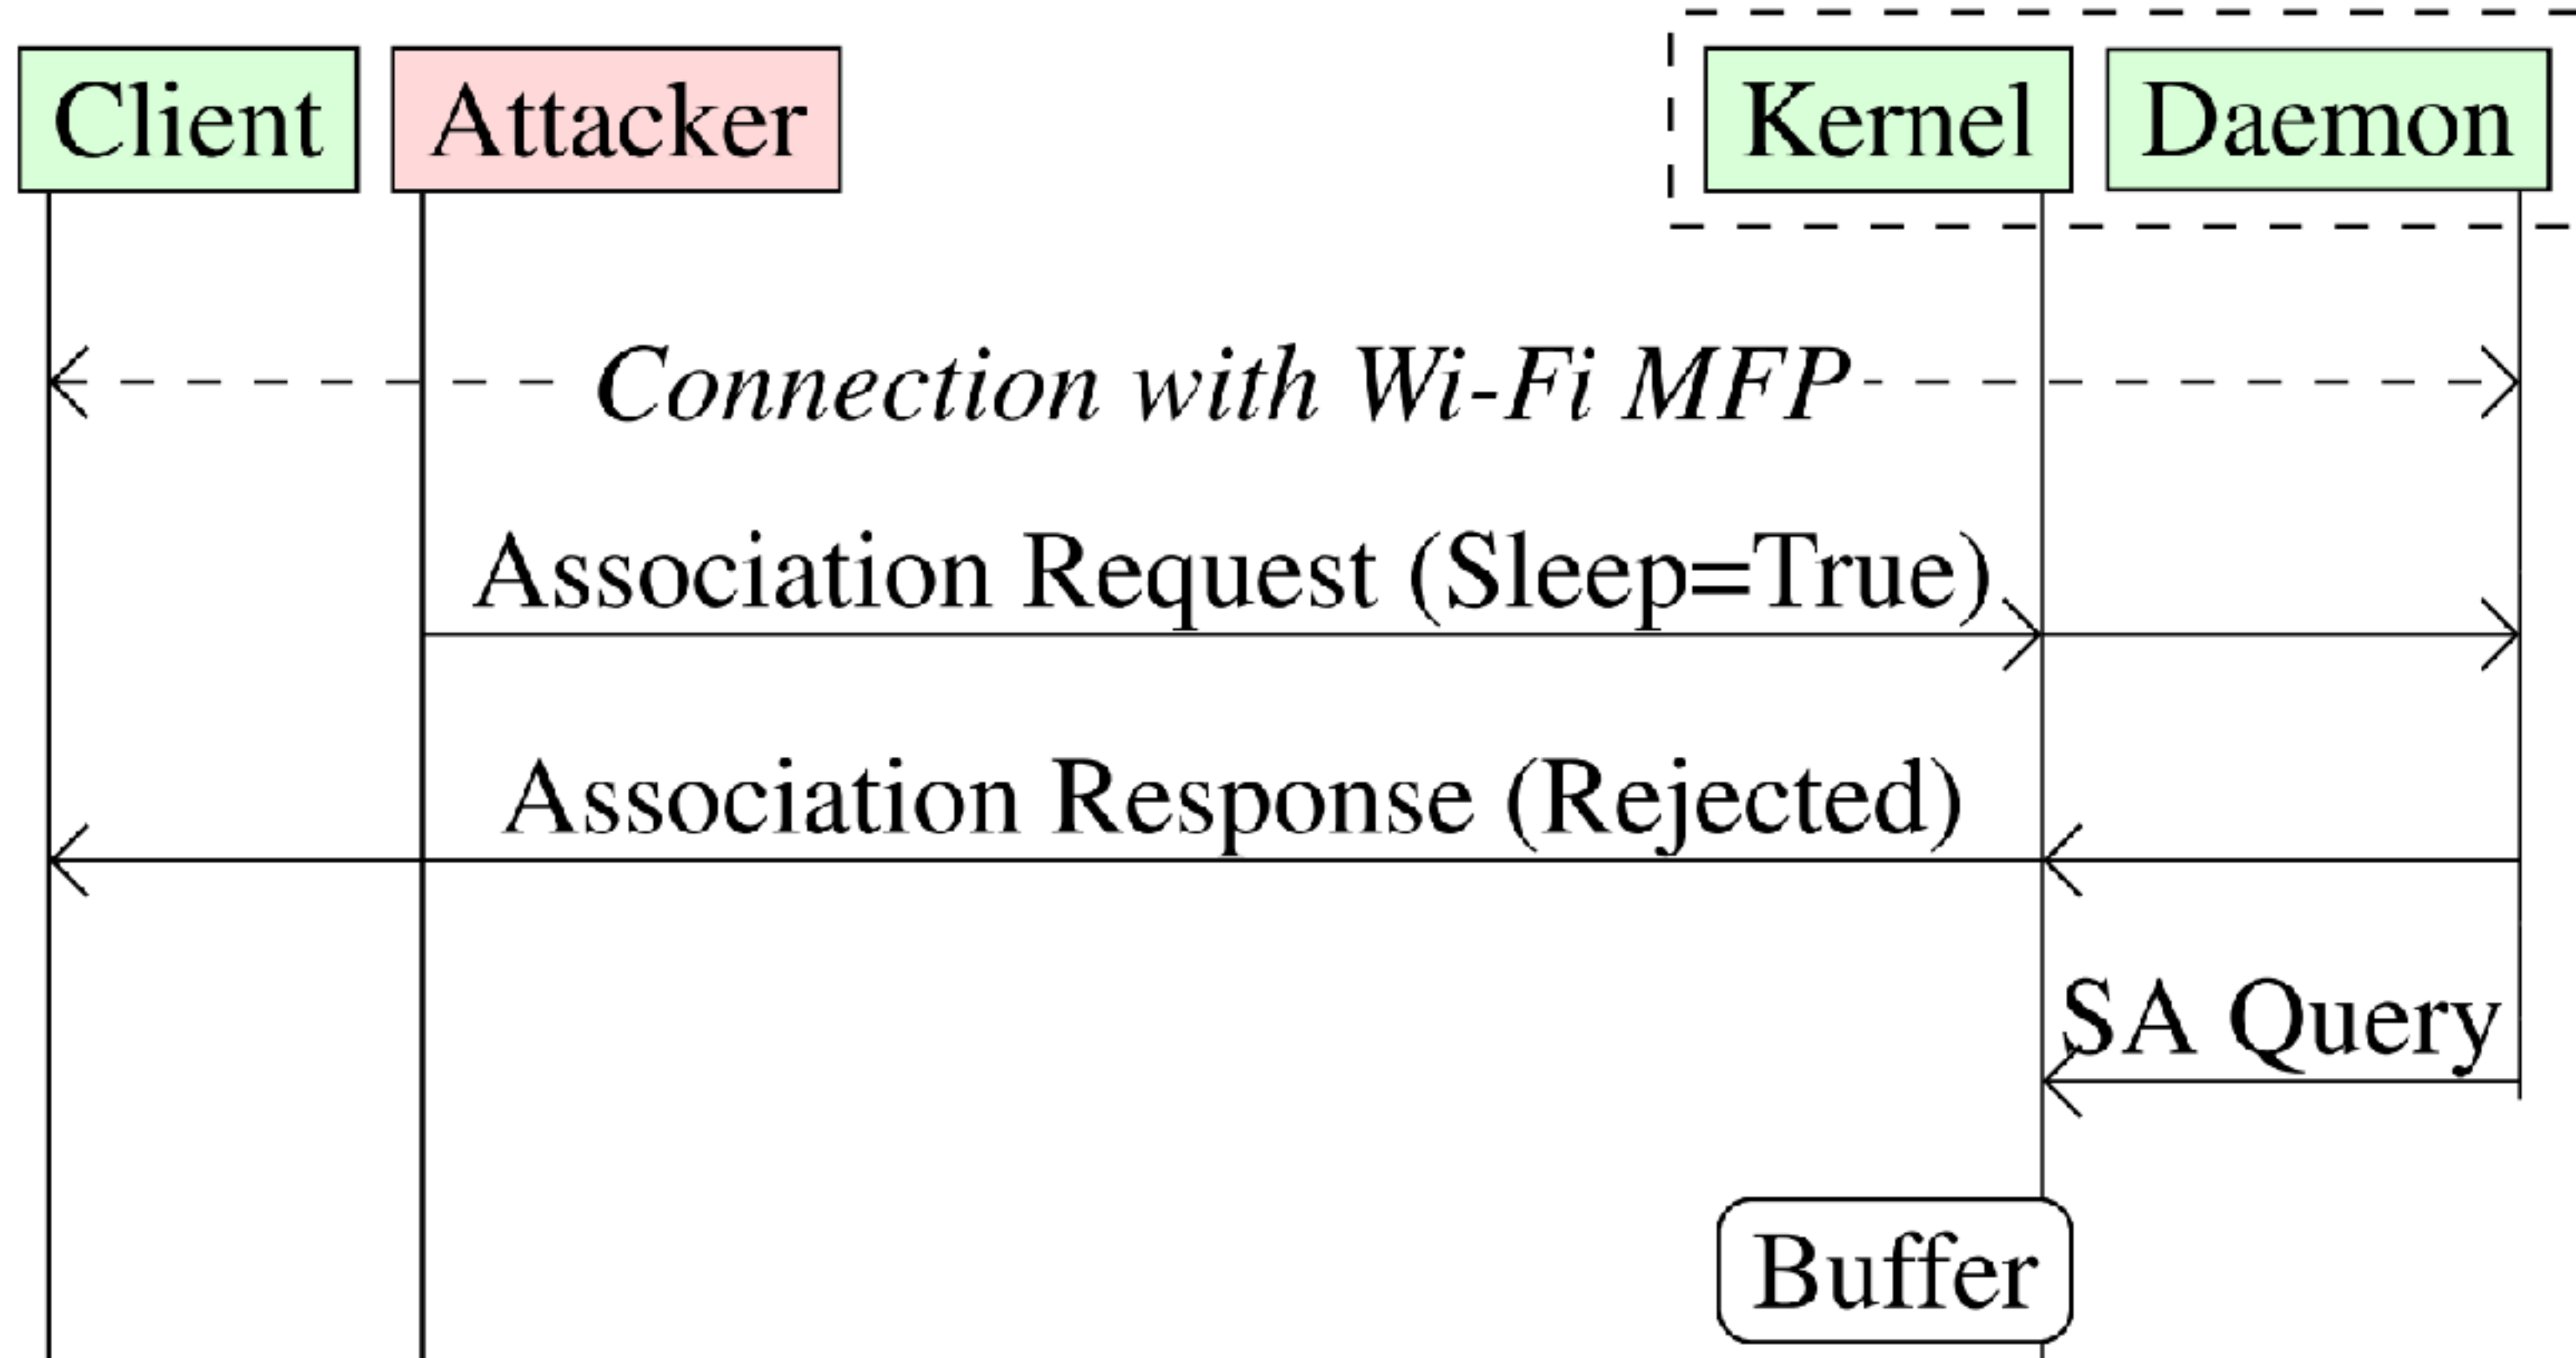 Client Attacker Kernel Daemon
Connection with Wi-Fi MFP
Association Request (Sleep=True)
Association Response (Rejected)
SA Query
Buffer